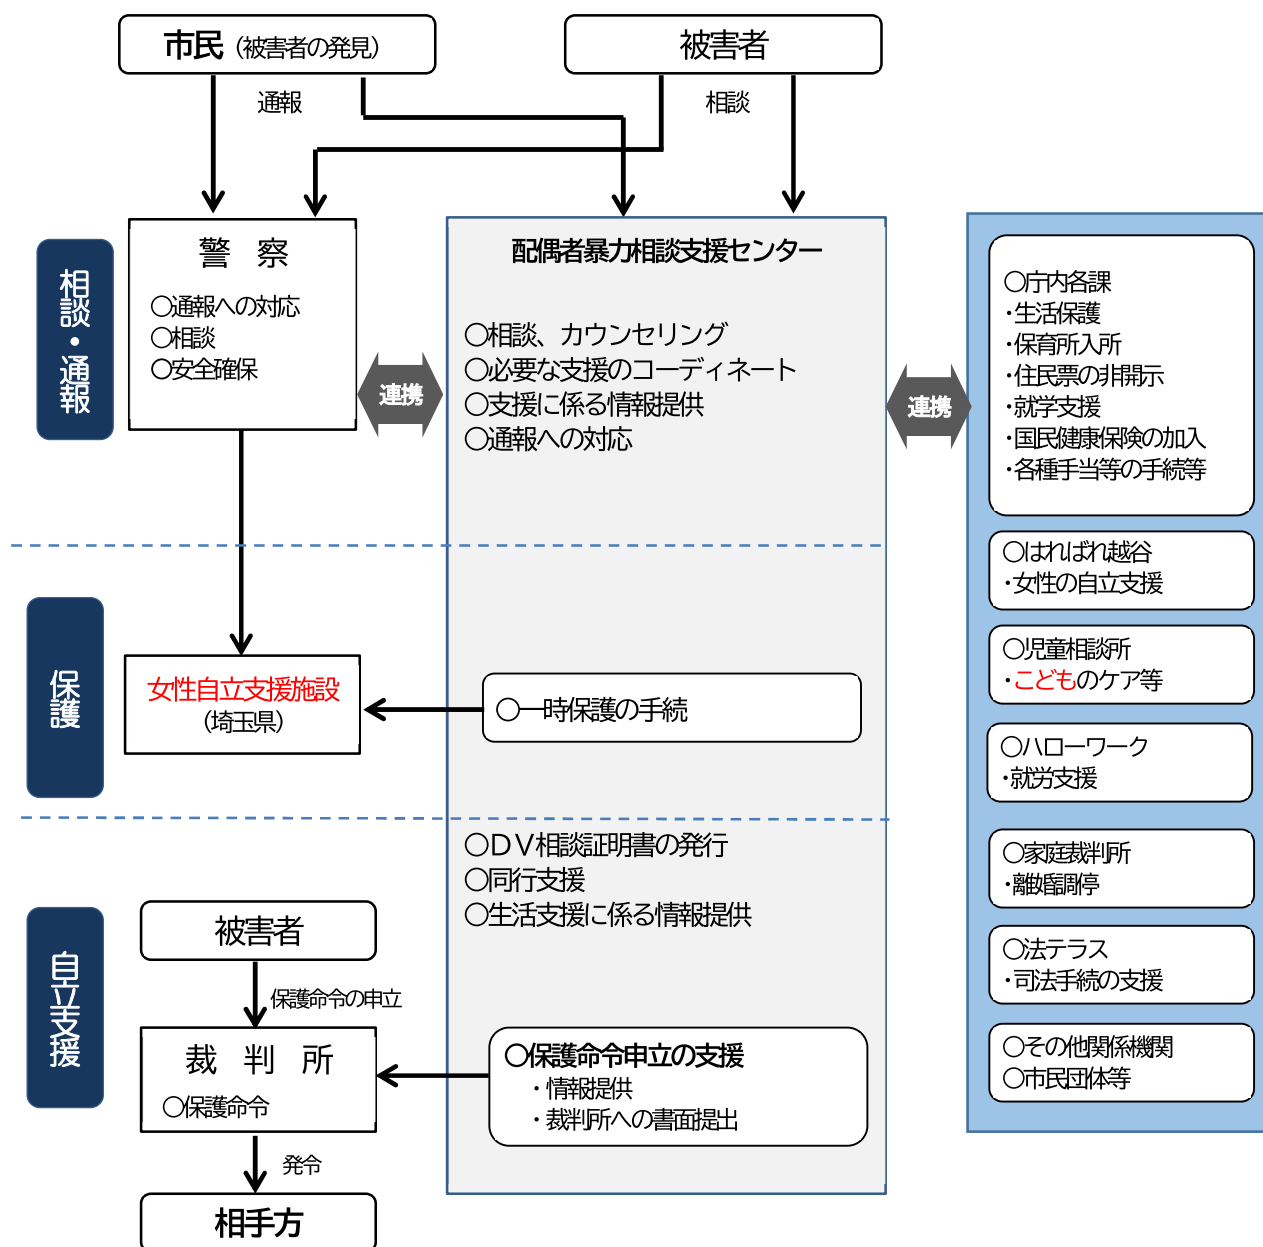 市民（被害者の発見）
被害者
通報
相談
相談・通報
警　察
○通報への対応
○相談
○安全確保
連携
配偶者暴力相談支援センター
○相談、カウンセリング
○必要な支援のコーディネート
○支援に係る情報提供
○通報への対応
連携
○庁内各課
・生活保護
・保育所入所
・住民票の非開示
・就学支援
・国民健康保険の加入
・各種手当等の手続等
○はればれ越谷
・女性の自立支援
○児童相談所
・こどものケア等
○ハローワーク
・就労支援
○家庭裁判所
・離婚調停
○法テラス
・司法手続の支援
○その他関係機関
○市民団体等
保護
女性自立支援施設
（埼玉県）
○一時保護の手続
自立支援
○ＤＶ相談証明書の発行
○同行支援
○生活支援に係る情報提供
被害者
保護命令の申立
裁　判　所
○保護命令
○保護命令申立の支援
・情報提供
・裁判所への書面提出
発令
相手方